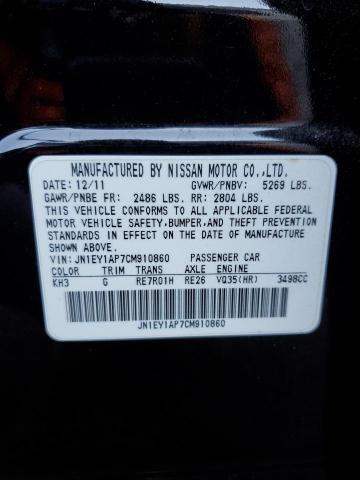 MANUFACTURED BY NISSAN MOTOR CO.,LTD.
DATE: 12/11 GVWR/PNBV: 5269 LBS.
GAWR/PNBE FR: 2486 LBS. RR: 2804 LBS.
THIS VEHICLE CONFORMS TO ALL APPLICABLE FEDERAL
MOTOR VEHICLE SAFETY,BUMPER,AND THEFT
PREVENTION STANDARDS IN EFFECT ON THE DATE OF
MANUFACTURE SHOWN ABOVE.
VIN: JN1EY1AP7CM910860 PASSENGER CAR
COLOR TRIM TRANS AXLE ENGINE
KH3 G RE7R01H RE26 VQ35(HR) 3498CC
JN1EY1AP7CM910860